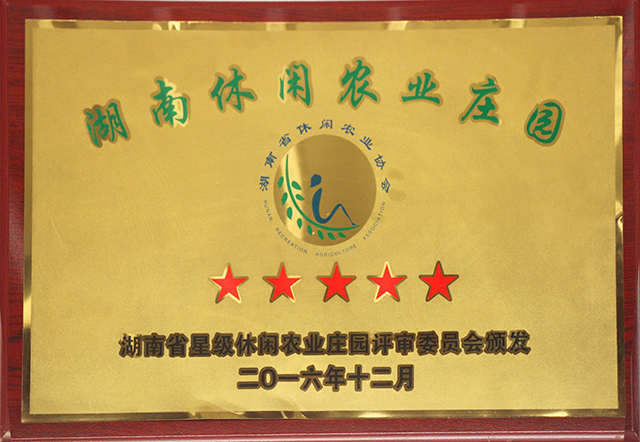 湖南休闲农业庄园
湖南省休闲农业协会
HUNAN RECREATION AGRICULTURE ASSOCIATION
湖南省星级休闲农业庄园评审委员会颁发
二〇一六年十二月